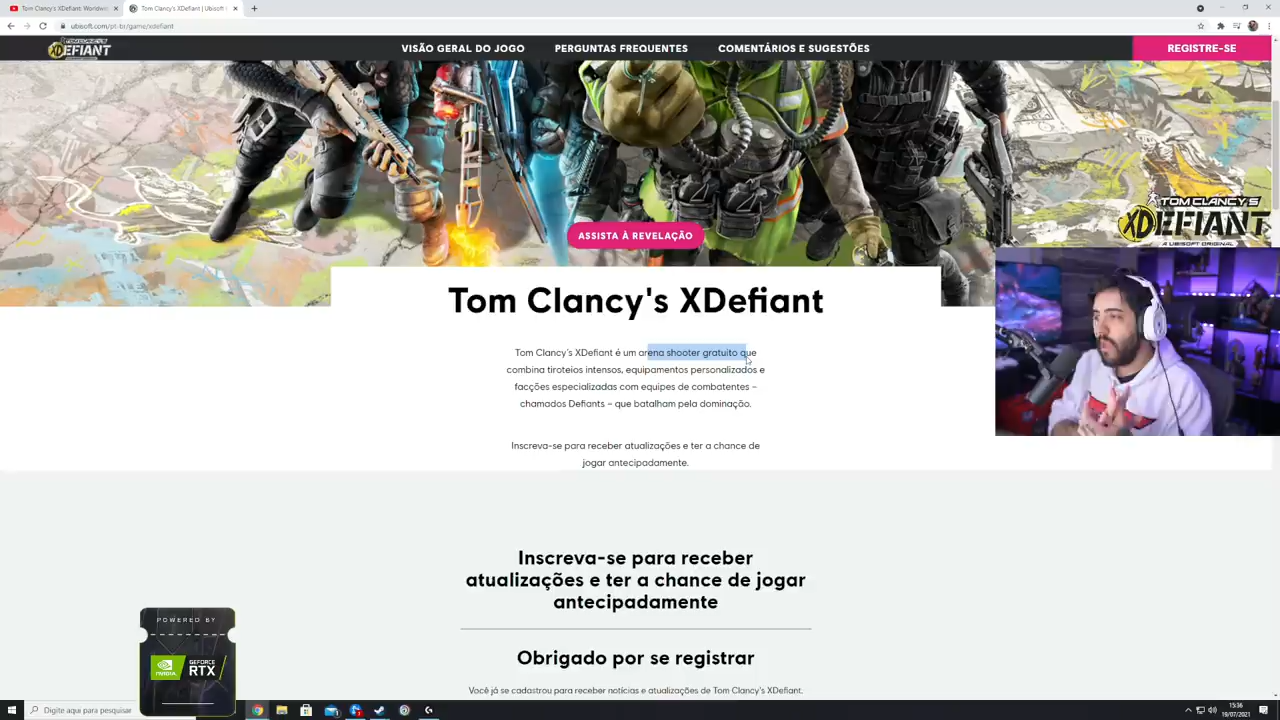 Tom Clancy's XDefiant: Worldwi
Tom Clancy's XDefiant | Ubisoft
ubisoft.com/pt-br/game/xdefiant
XDEFIANT
VISÃO GERAL DO JOGO
PERGUNTAS FREQUENTES
COMENTÁRIOS E SUGESTÕES
REGISTRE-SE
TOM CLANCY'S
XDEFIANT
A UBISOFT ORIGINAL
ASSISTA À REVELAÇÃO
Tom Clancy's XDefiant
Tom Clancy's XDefiant é um arena shooter gratuito que
combina tiroteios intensos, equipamentos personalizados e
facções especializadas com equipes de combatentes –
chamados Defiants – que batalham pela dominação.
Inscreva-se para receber atualizações e ter a chance de
jogar antecipadamente.
Inscreva-se para receber
atualizações e ter a chance de jogar
antecipadamente
Obrigado por se registrar
Você já se cadastrou para receber notícias e atualizações de Tom Clancy's XDefiant.
POWERED BY
NVIDIA
GEFORCE
RTX
Digite aqui para pesquisar
15:36
19/07/2021